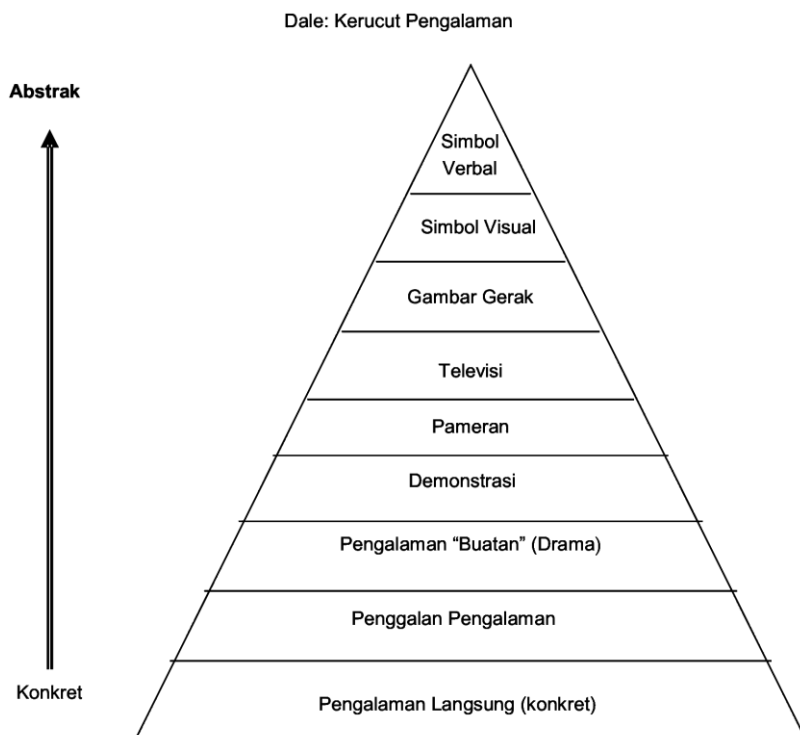 Dale: Kerucut Pengalaman
Abstrak
Simbol
Verbal
Simbol Visual
Gambar Gerak
Televisi
Pameran
Demonstrasi
Pengalaman “Buatan” (Drama)
Penggalan Pengalaman
Konkret
Pengalaman Langsung (konkret)